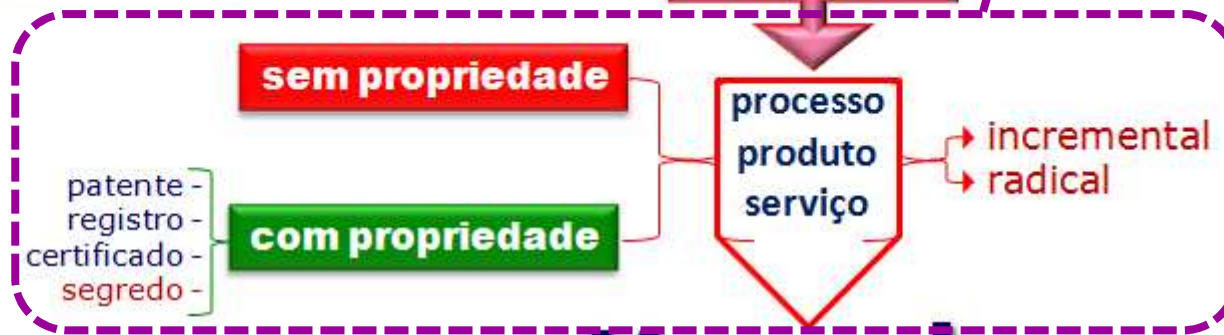 sem propriedade
patente -
registro -
certificado -
segredo -
com propriedade
processo
produto
serviço
incremental
radical